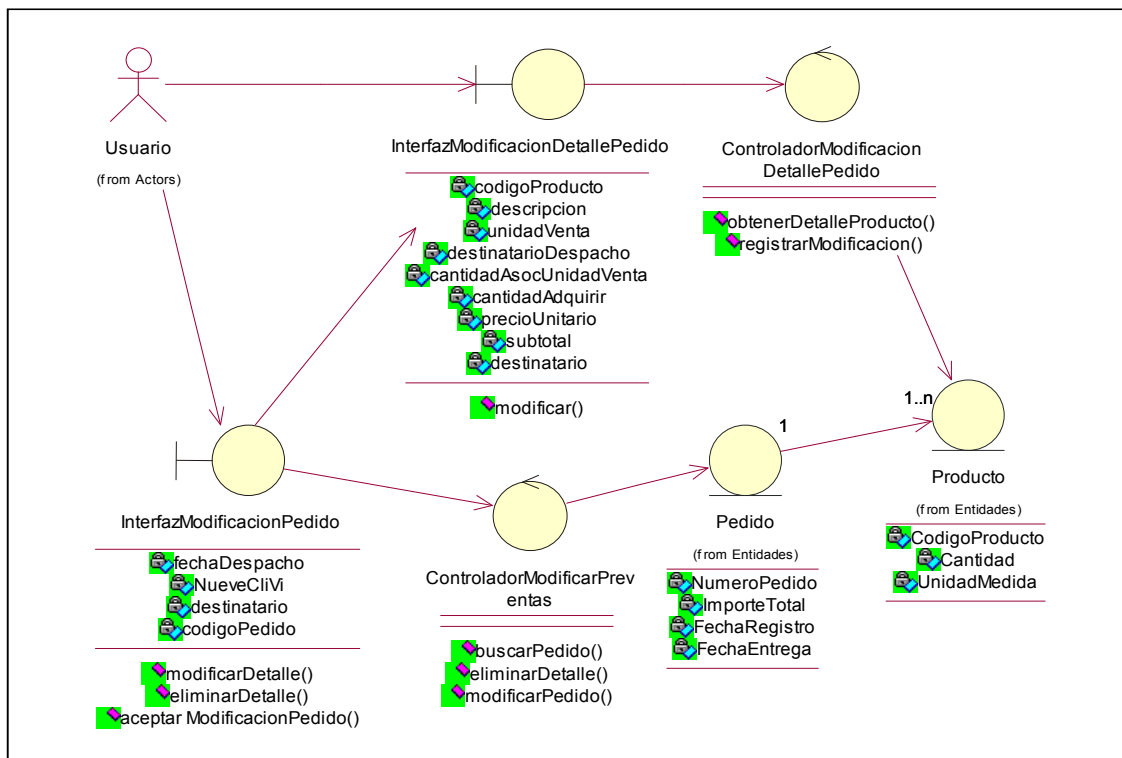 Usuario
(from Actors)
InterfazModificacionDetallePedido
codigoProducto
descripcion
unidadVenta
destinatarioDespacho
cantidadAsocUnidadVenta
cantidadAdquirir
precioUnitario
subtotal
destinatario
modificar()
ControladorModificacion
DetallePedido
obtenerDetalleProducto()
registrarModificacion()
InterfazModificacionPedido
fechaDespacho
NueveCliVi
destinatario
codigoPedido
modificarDetalle()
eliminarDetalle()
aceptar ModificacionPedido()
ControladorModificarPrev
entas
buscarPedido()
eliminarDetalle()
modificarPedido()
1
Pedido
(from Entidades)
NumeroPedido
ImporteTotal
FechaRegistro
FechaEntrega
1..n
Producto
(from Entidades)
CodigoProducto
Cantidad
UnidadMedida